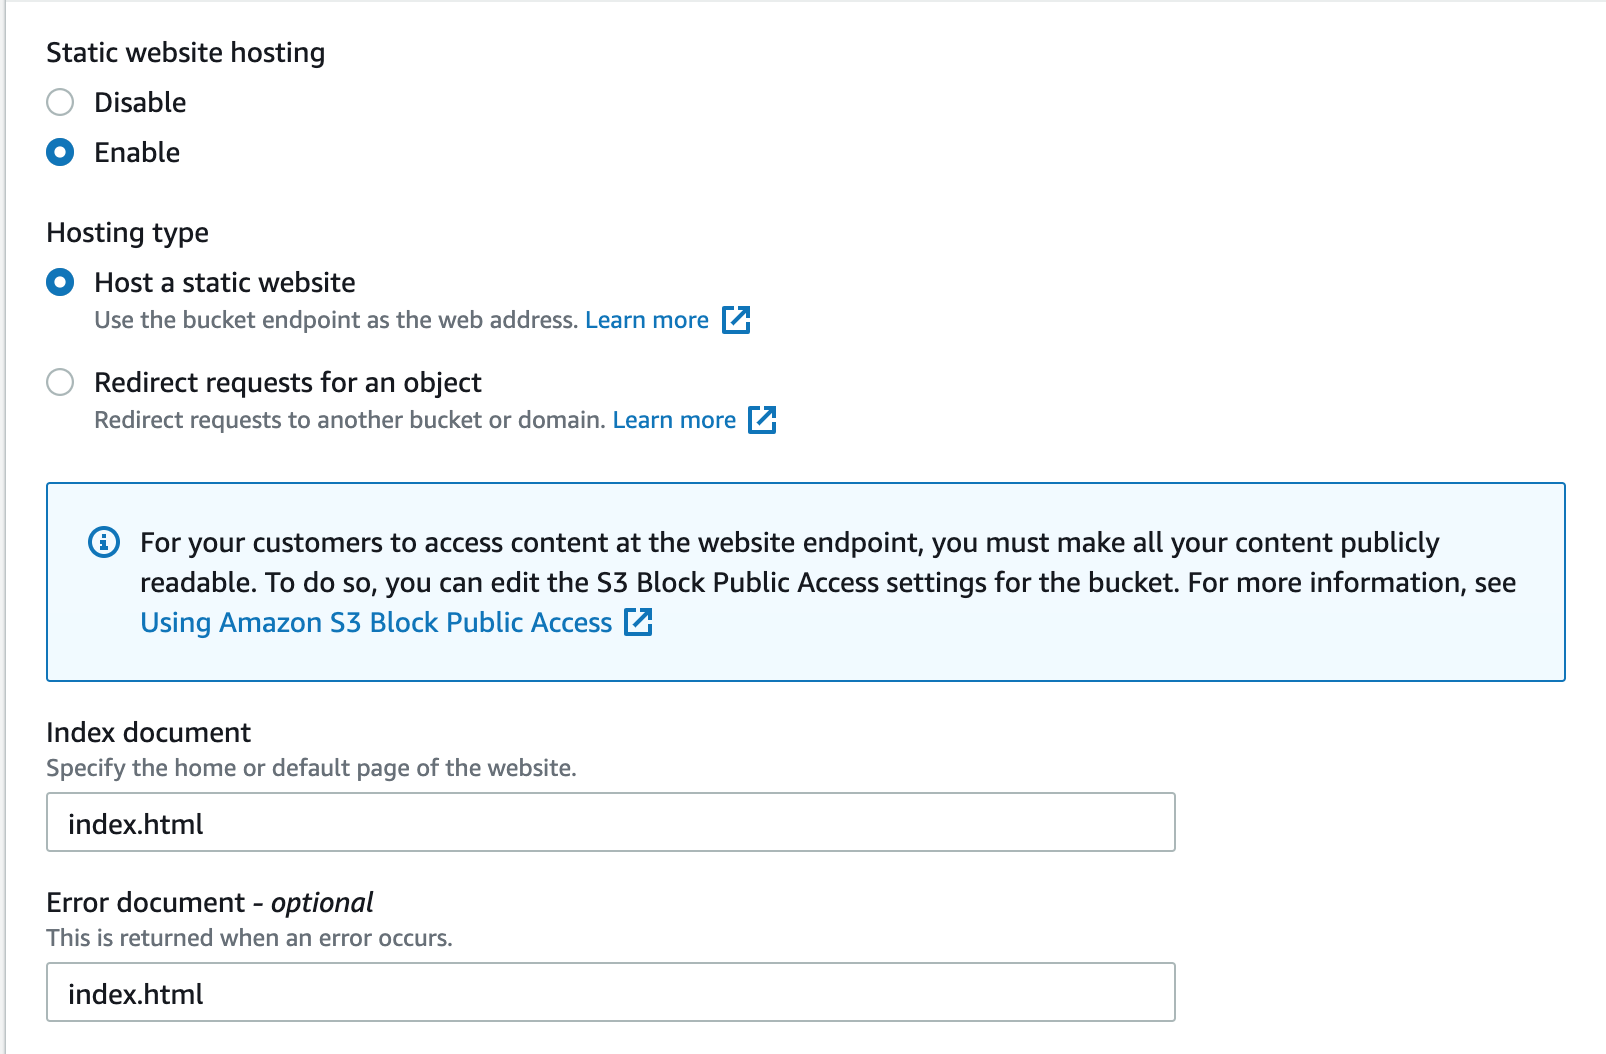 Static website hosting
Disable
Enable
Hosting type
Host a static website
Use the bucket endpoint as the web address. Learn more
Redirect requests for an object
Redirect requests to another bucket or domain. Learn more
For your customers to access content at the website endpoint, you must make all your content publicly
readable. To do so, you can edit the S3 Block Public Access settings for the bucket. For more information, see
Using Amazon S3 Block Public Access
Index document
Specify the home or default page of the website.
index.html
Error document - optional
This is returned when an error occurs.
index.html